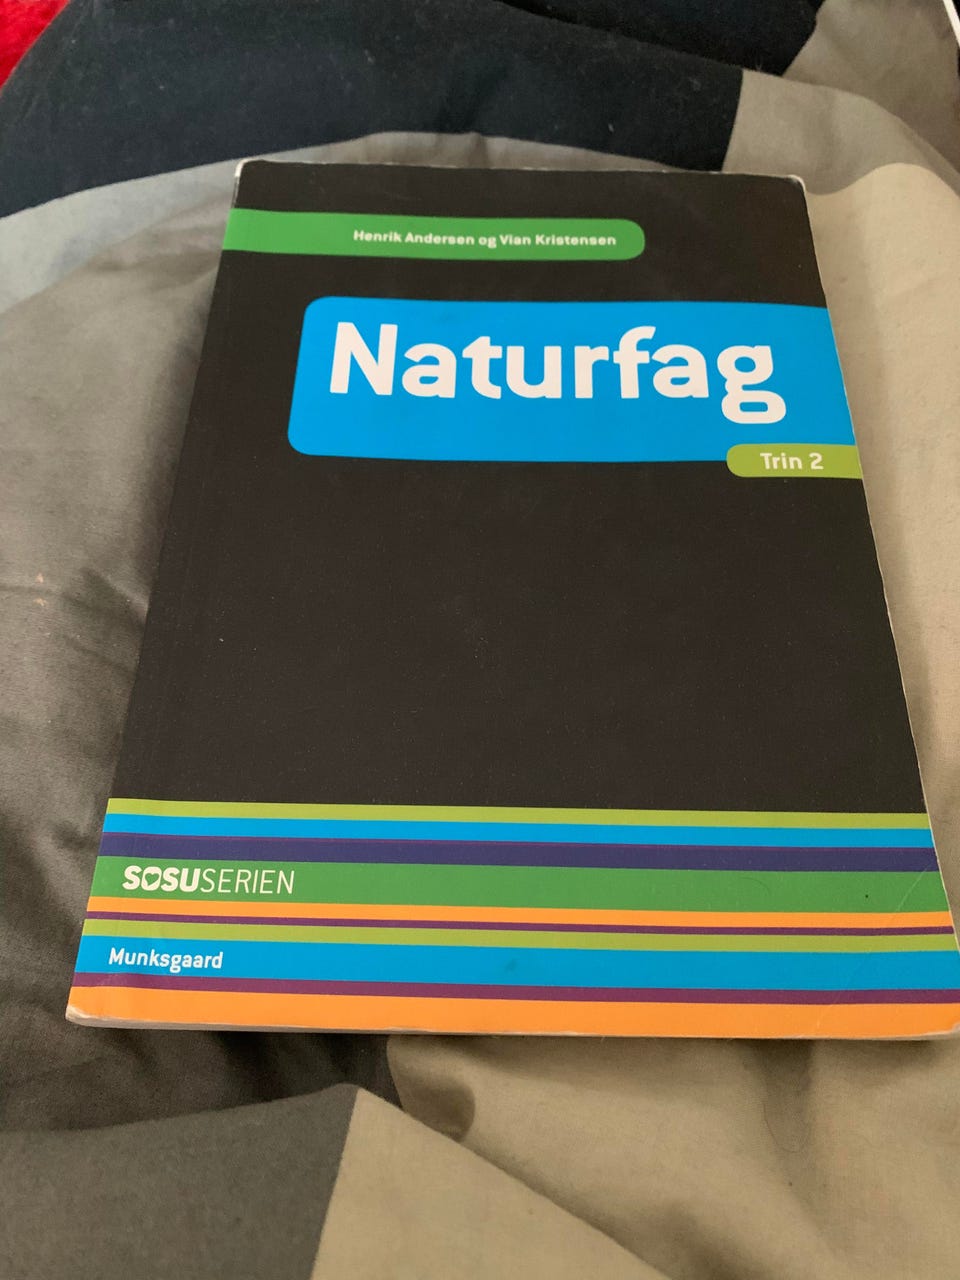 Henrik Andersen og Vian Kristensen
Naturfag
Trin 2
SOSUSERIEN
Munksgaard